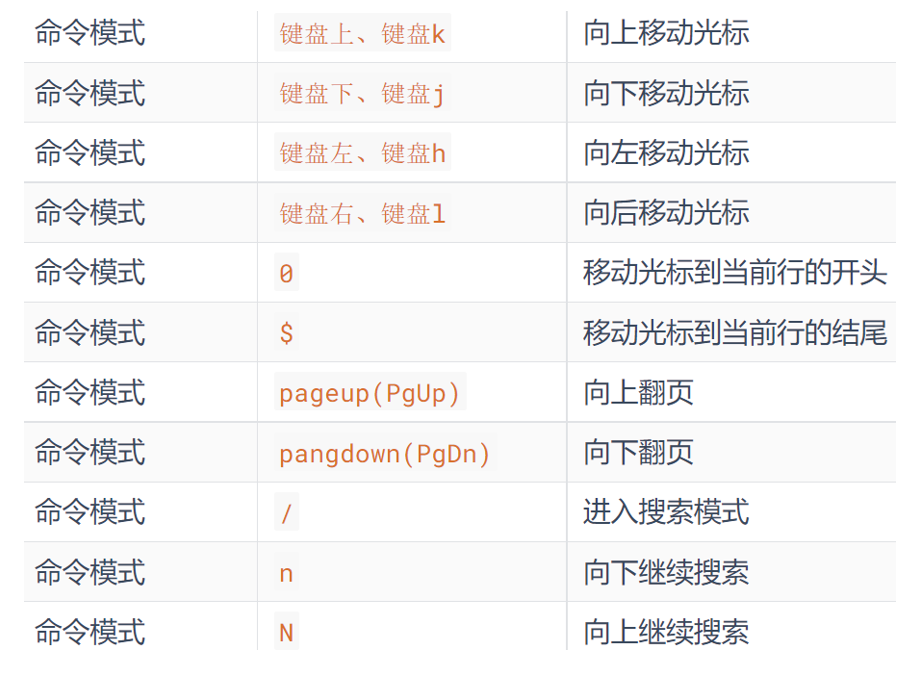 命令模式 键盘上、键盘k 向上移动光标
命令模式 键盘下、键盘j 向下移动光标
命令模式 键盘左、键盘h 向左移动光标
命令模式 键盘右、键盘l 向后移动光标
命令模式 0 移动光标到当前行的开头
命令模式 $ 移动光标到当前行的结尾
命令模式 pageup(PgUp) 向上翻页
命令模式 pangdown(PgDn) 向下翻页
命令模式 / 进入搜索模式
命令模式 n 向下继续搜索
命令模式 N 向上继续搜索